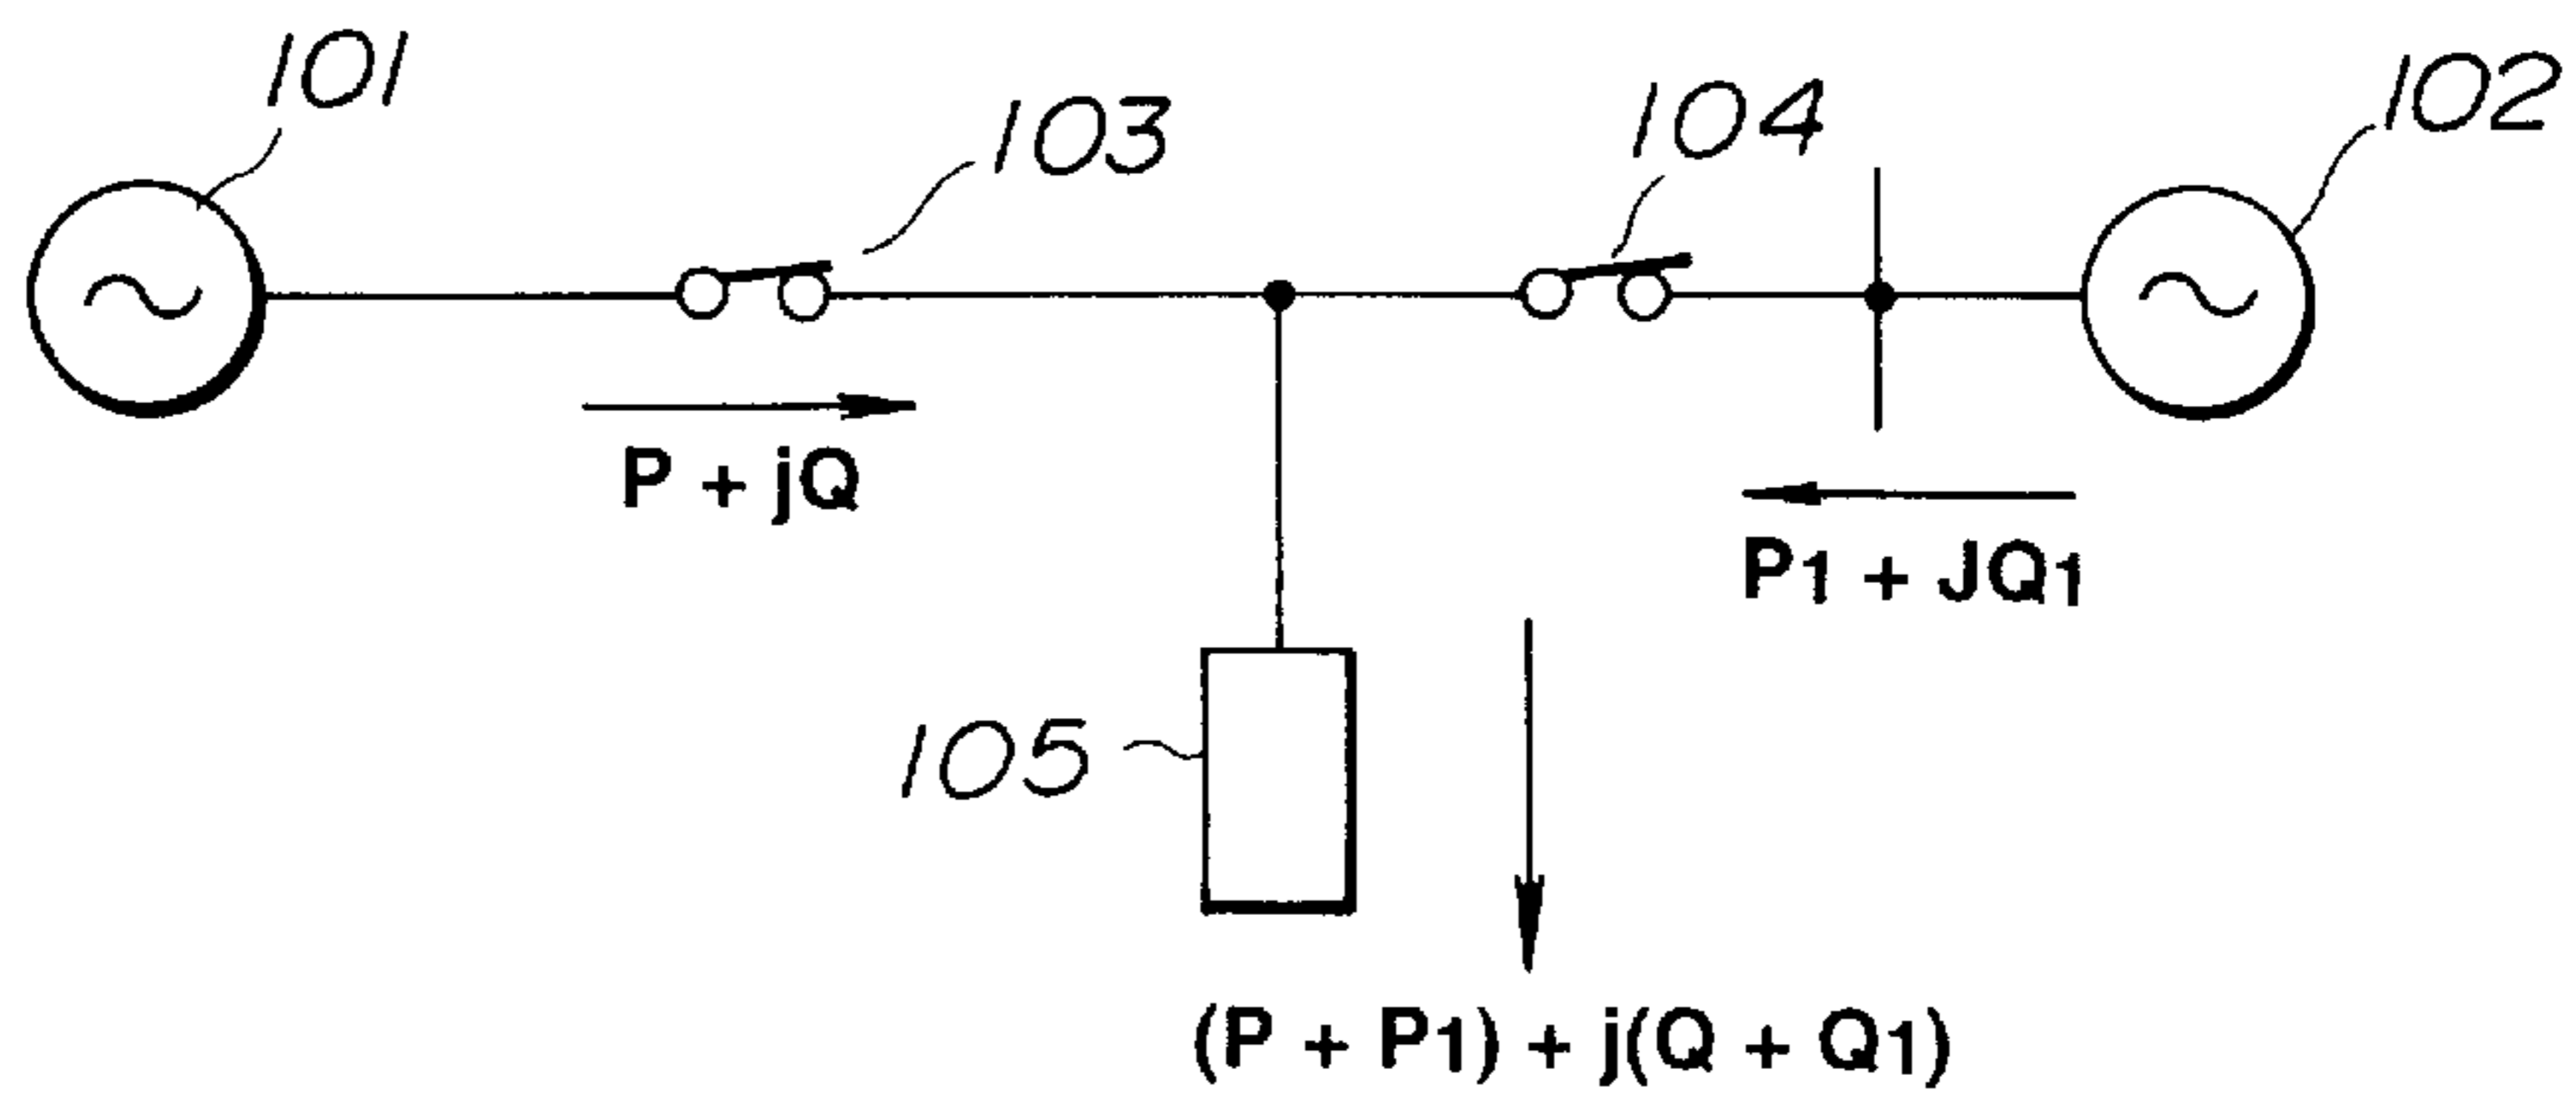 101
102
103
104
P + jQ
P1 + JQ1
105
(P + P1) + j(Q + Q1)